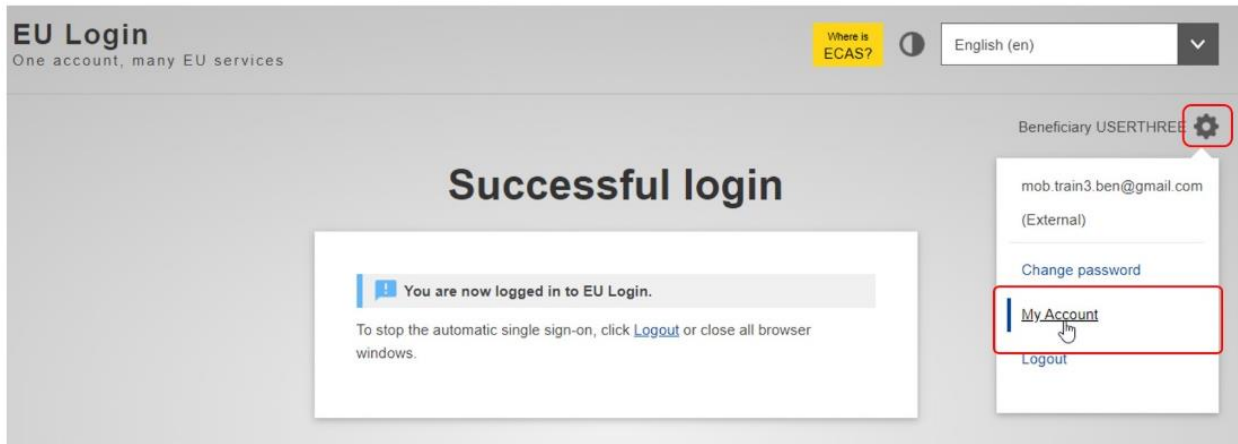 EU Login
One account, many EU services
Where is
ECAS?
English (en)
Beneficiary USERTHREE
Successful login
mob.train3.ben@gmail.com
(External)
You are now logged in to EU Login.
Change password
To stop the automatic single sign-on, click Logout or close all browser
windows.
My Account
Logout